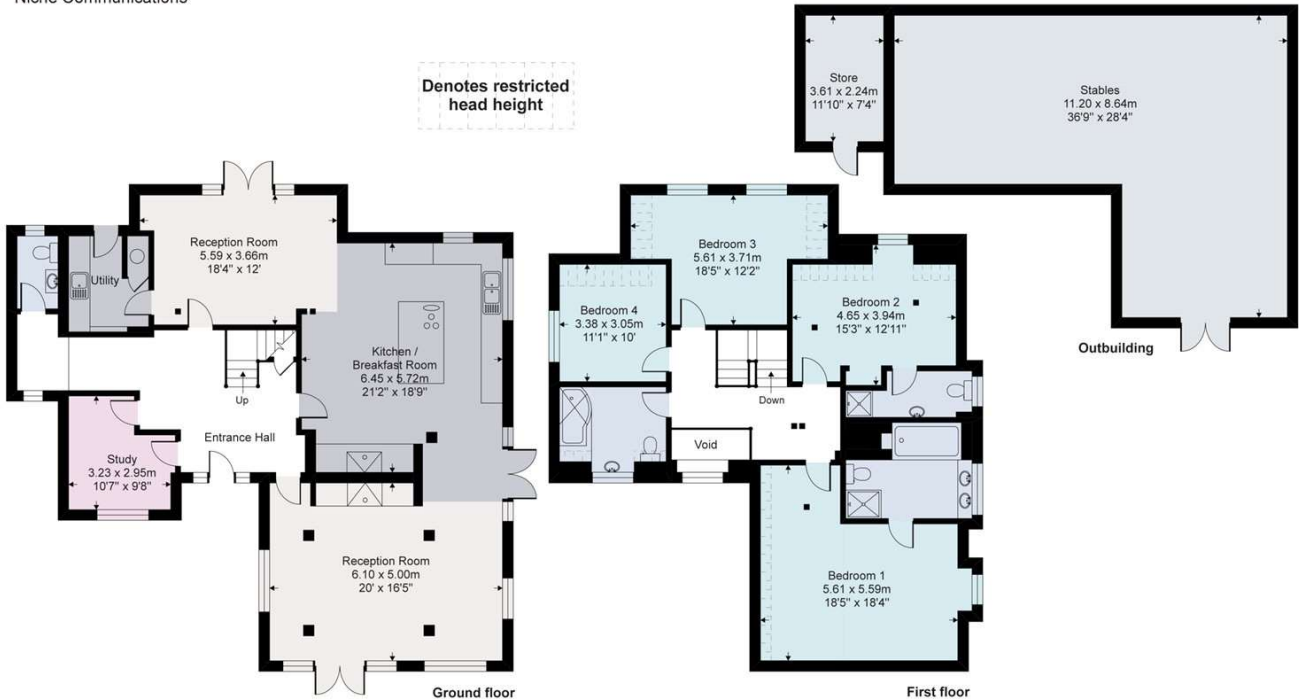 Niche Communications
Denotes restricted
head height
Store
3.61 x 2.24m
11'10" x 7'4"
Stables
11.20 x 8.64m
36'9" x 28'4"
Outbuilding
Reception Room
5.59 x 3.66m
18'4" x 12'
Utility
Kitchen /
Breakfast Room
6.45 x 5.72m
21'2" x 18'9"
Up
Entrance Hall
Study
3.23 x 2.95m
10'7" x 9'8"
Reception Room
6.10 x 5.00m
20' x 16'5"
Ground floor
Bedroom 3
5.61 x 3.71m
18'5" x 12'2"
Bedroom 4
3.38 x 3.05m
11'1" x 10'
Bedroom 2
4.65 x 3.94m
15'3" x 12'11"
Down
Void
Bedroom 1
5.61 x 5.59m
18'5" x 18'4"
First floor